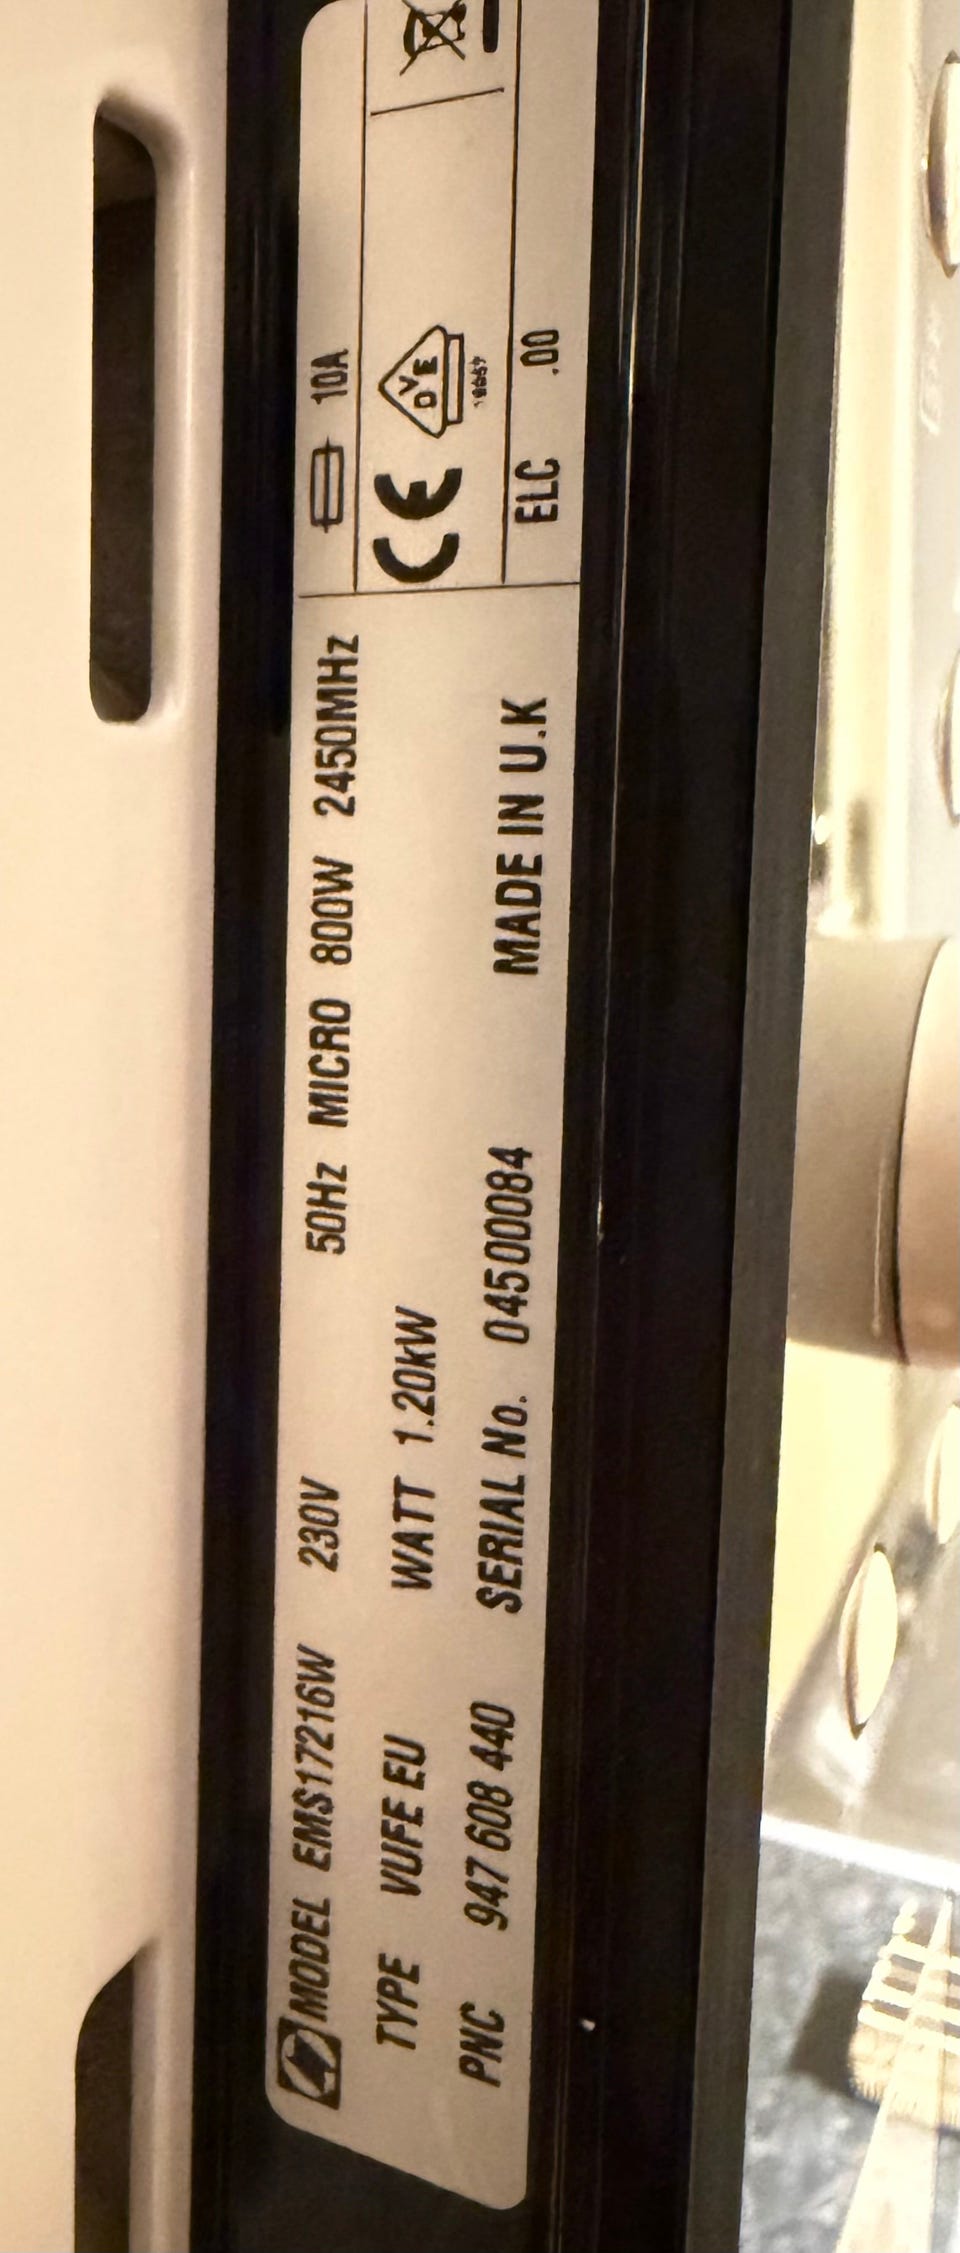 MODEL EMS17216W 230V 50Hz MICRO 800W 2450MHz 10A
TYPE VUFE EU WATT 1.20kW CE DVE
PNC 947 608 440 SERIAL No. 04500084 MADE IN U.K ELC .00